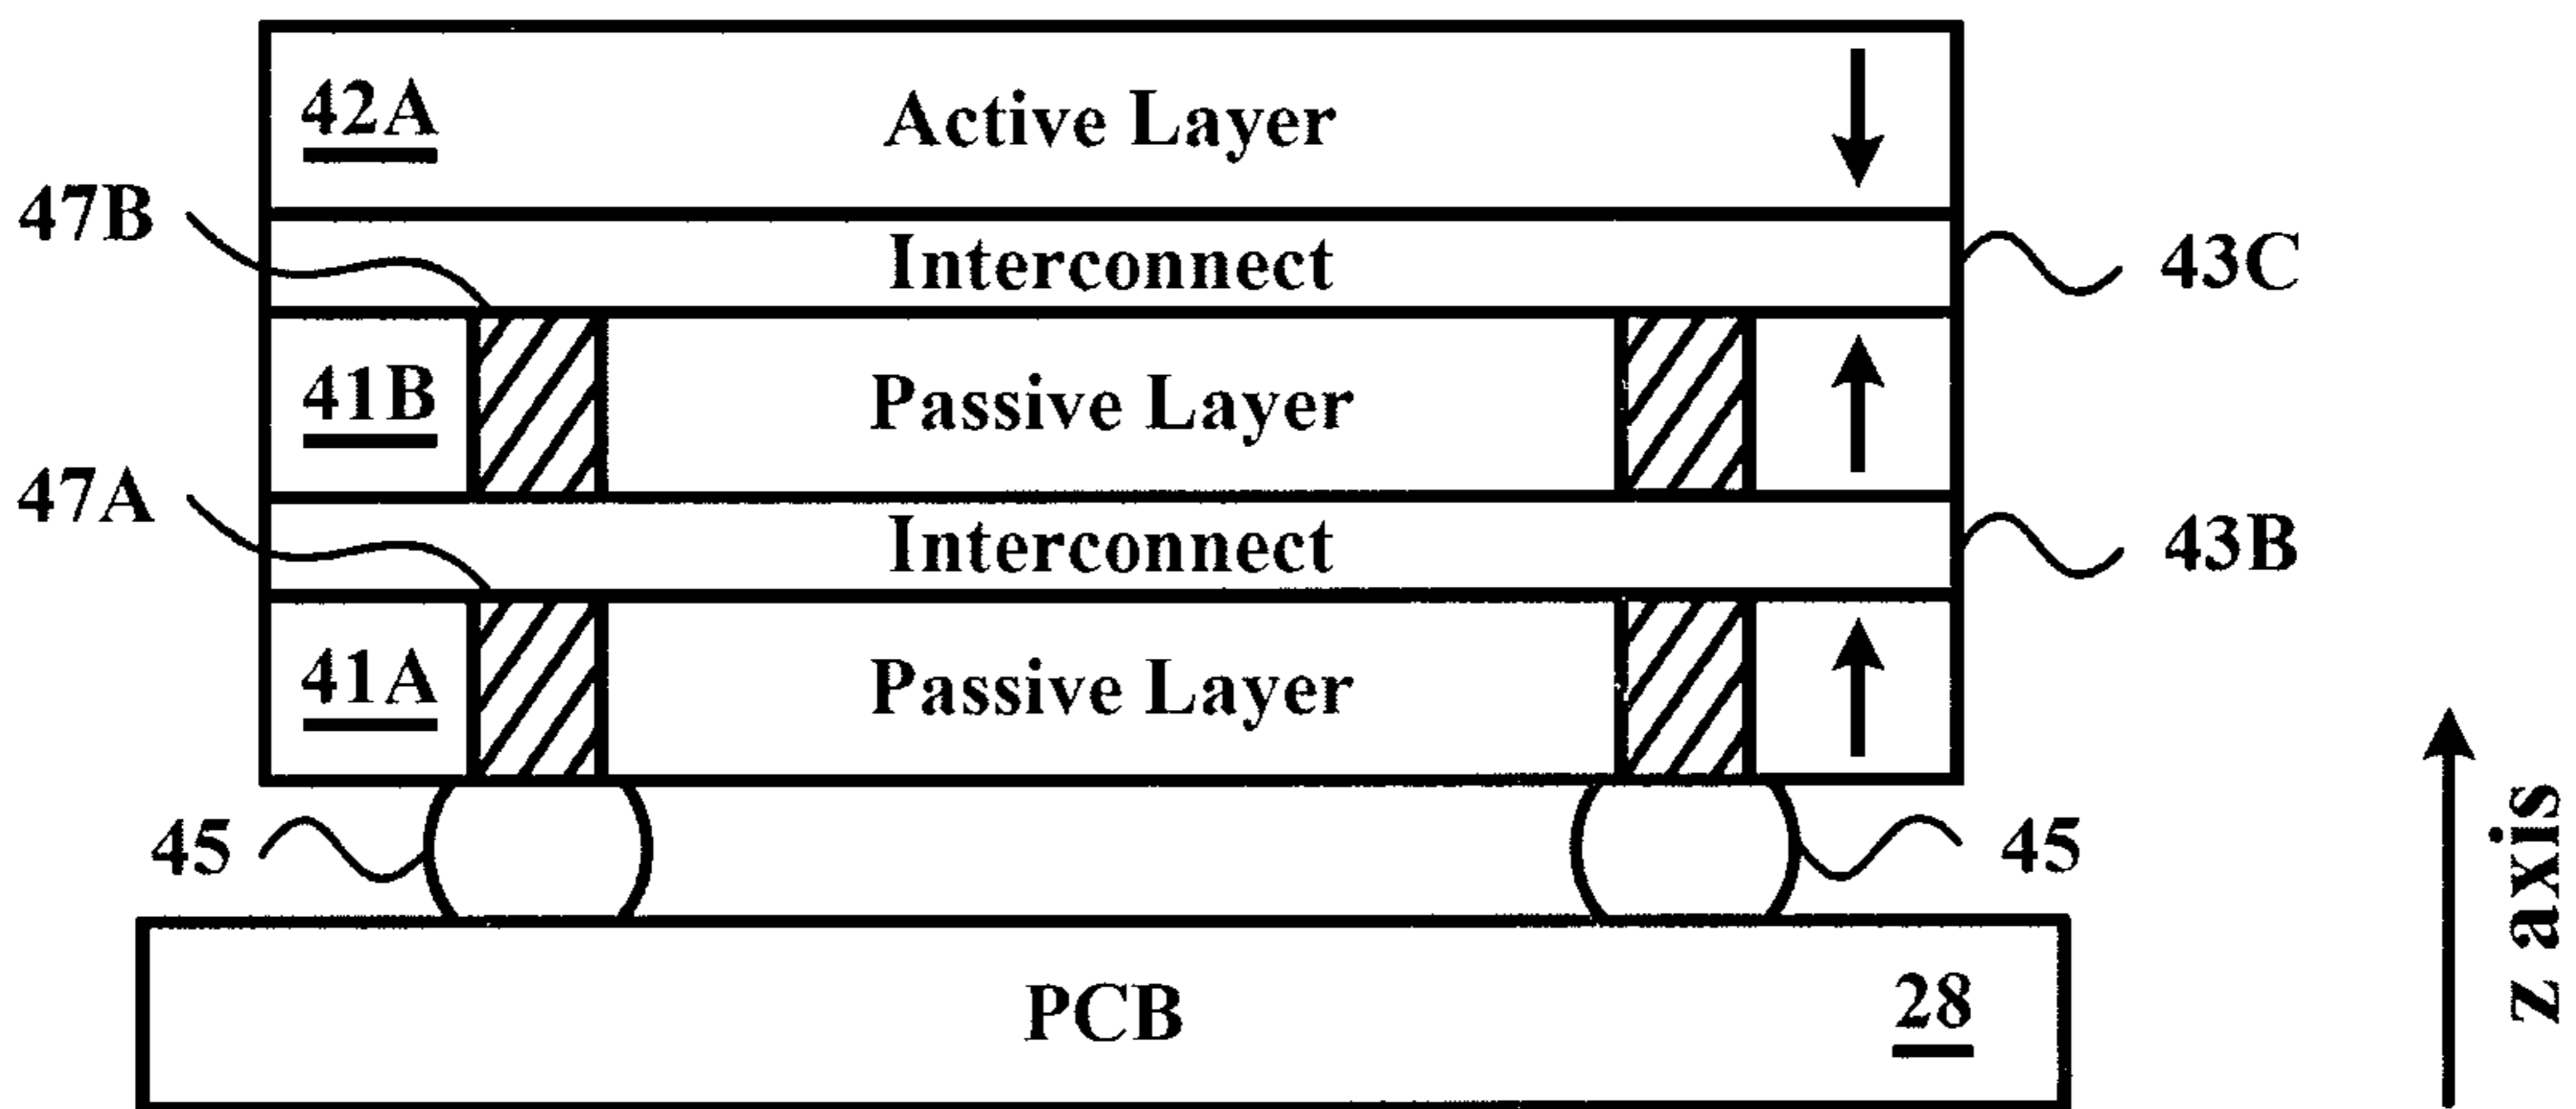 42A
Active Layer
47B
Interconnect
43C
41B
Passive Layer
47A
Interconnect
43B
41A
Passive Layer
45
45
PCB
28
z axis